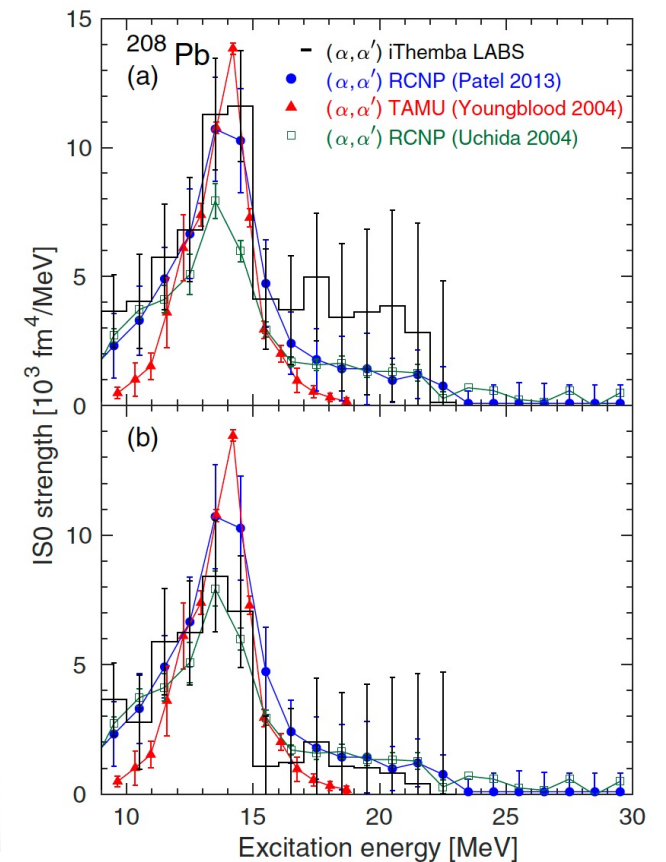 ²⁰⁸Pb
(a)
(α,α′) iThemba LABS
(α,α′) RCNP (Patel 2013)
(α,α′) TAMU (Youngblood 2004)
(α,α′) RCNP (Uchida 2004)
15
10
5
0
(b)
10
5
0
10 15 20 25 30
IS0 strength [10³ fm⁴/MeV]
Excitation energy [MeV]